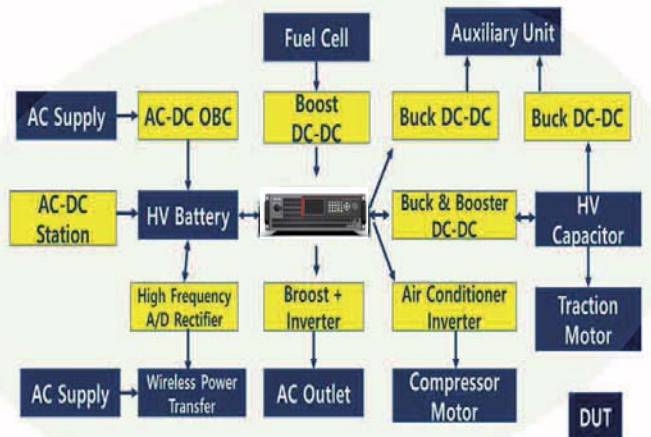 Fuel Cell
Auxiliary Unit
AC Supply
AC-DC OBC
Boost
DC-DC
Buck DC-DC
Buck DC-DC
AC-DC
Station
HV Battery
Buck & Booster
DC-DC
HV
Capacitor
High Frequency
A/D Rectifier
Broost +
Inverter
Air Conditioner
Inverter
Traction
Motor
AC Supply
Wireless Power
Transfer
AC Outlet
Compressor
Motor
DUT